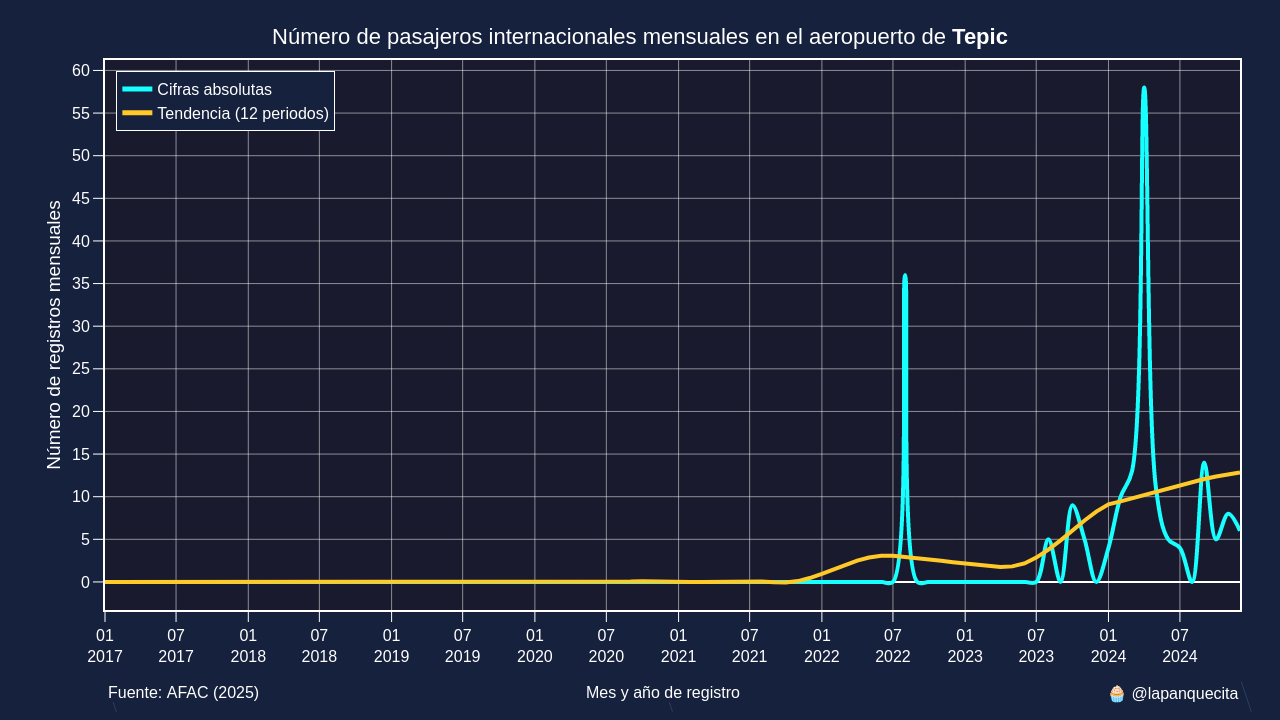 Número de pasajeros internacionales mensuales en el aeropuerto de Tepic
Cifras absolutas
Tendencia (12 periodos)
Número de registros mensuales
60
55
50
45
40
35
30
25
20
15
10
5
0
01 07 01 07 01 07 01 07 01 07 01 07 01 07 01 07
2017 2017 2018 2018 2019 2019 2020 2020 2021 2021 2022 2022 2023 2023 2024 2024
Fuente: AFAC (2025) Mes y año de registro 🧁 @lapanquecita